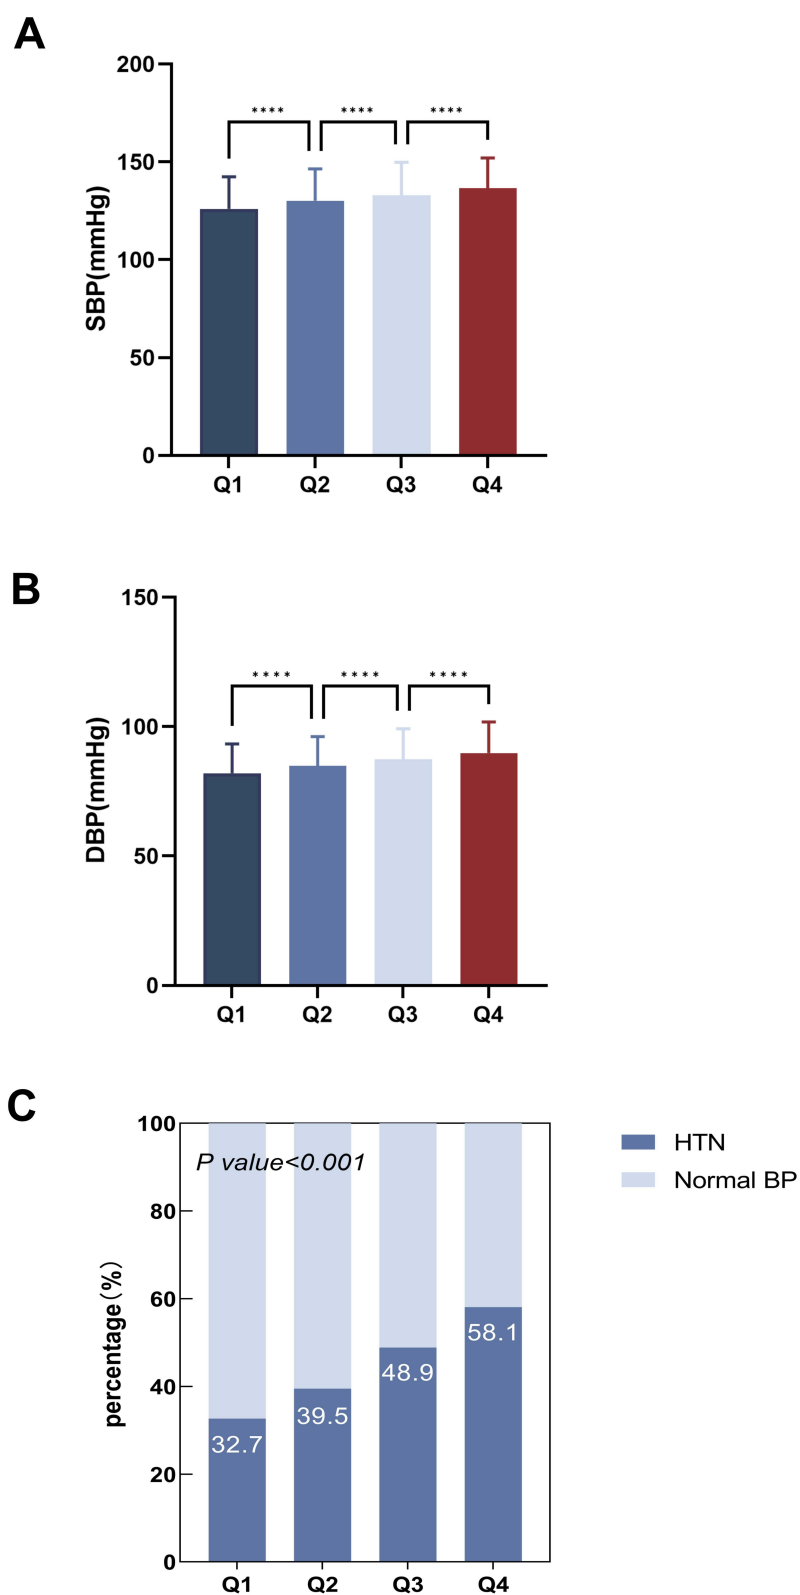 A
200
150
100
50
0
SBP(mmHg)
**** **** ****
Q1 Q2 Q3 Q4
B
150
100
50
0
DBP(mmHg)
**** **** ****
Q1 Q2 Q3 Q4
C
100
80
60
40
20
0
percentage(%)
P value<0.001
32.7
39.5
48.9
58.1
Q1 Q2 Q3 Q4
HTN
Normal BP